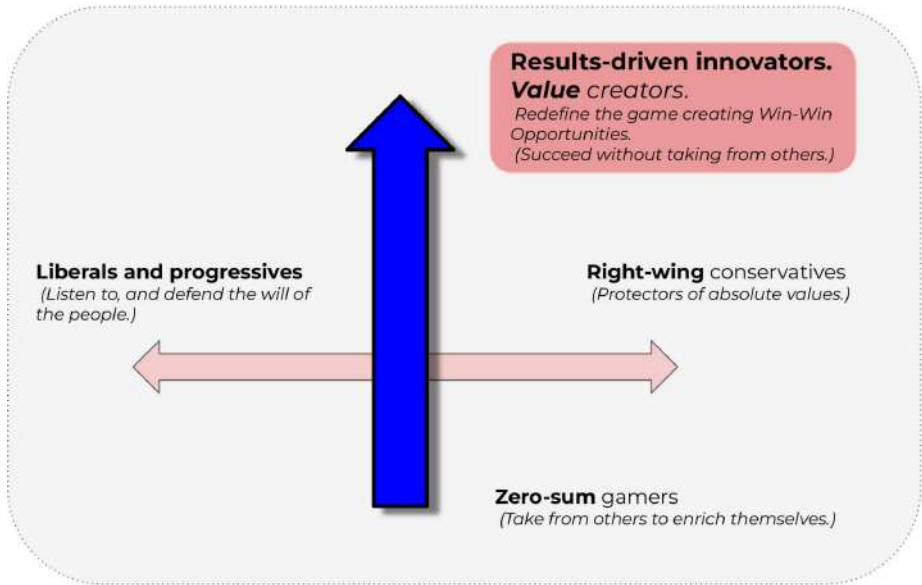 Results-driven innovators.
Value creators.
Redefine the game creating Win-Win
Opportunities.
(Succeed without taking from others.)
Liberals and progressives
(Listen to, and defend the will of
the people.)
Right-wing conservatives
(Protectors of absolute values.)
Zero-sum gamers
(Take from others to enrich themselves.)